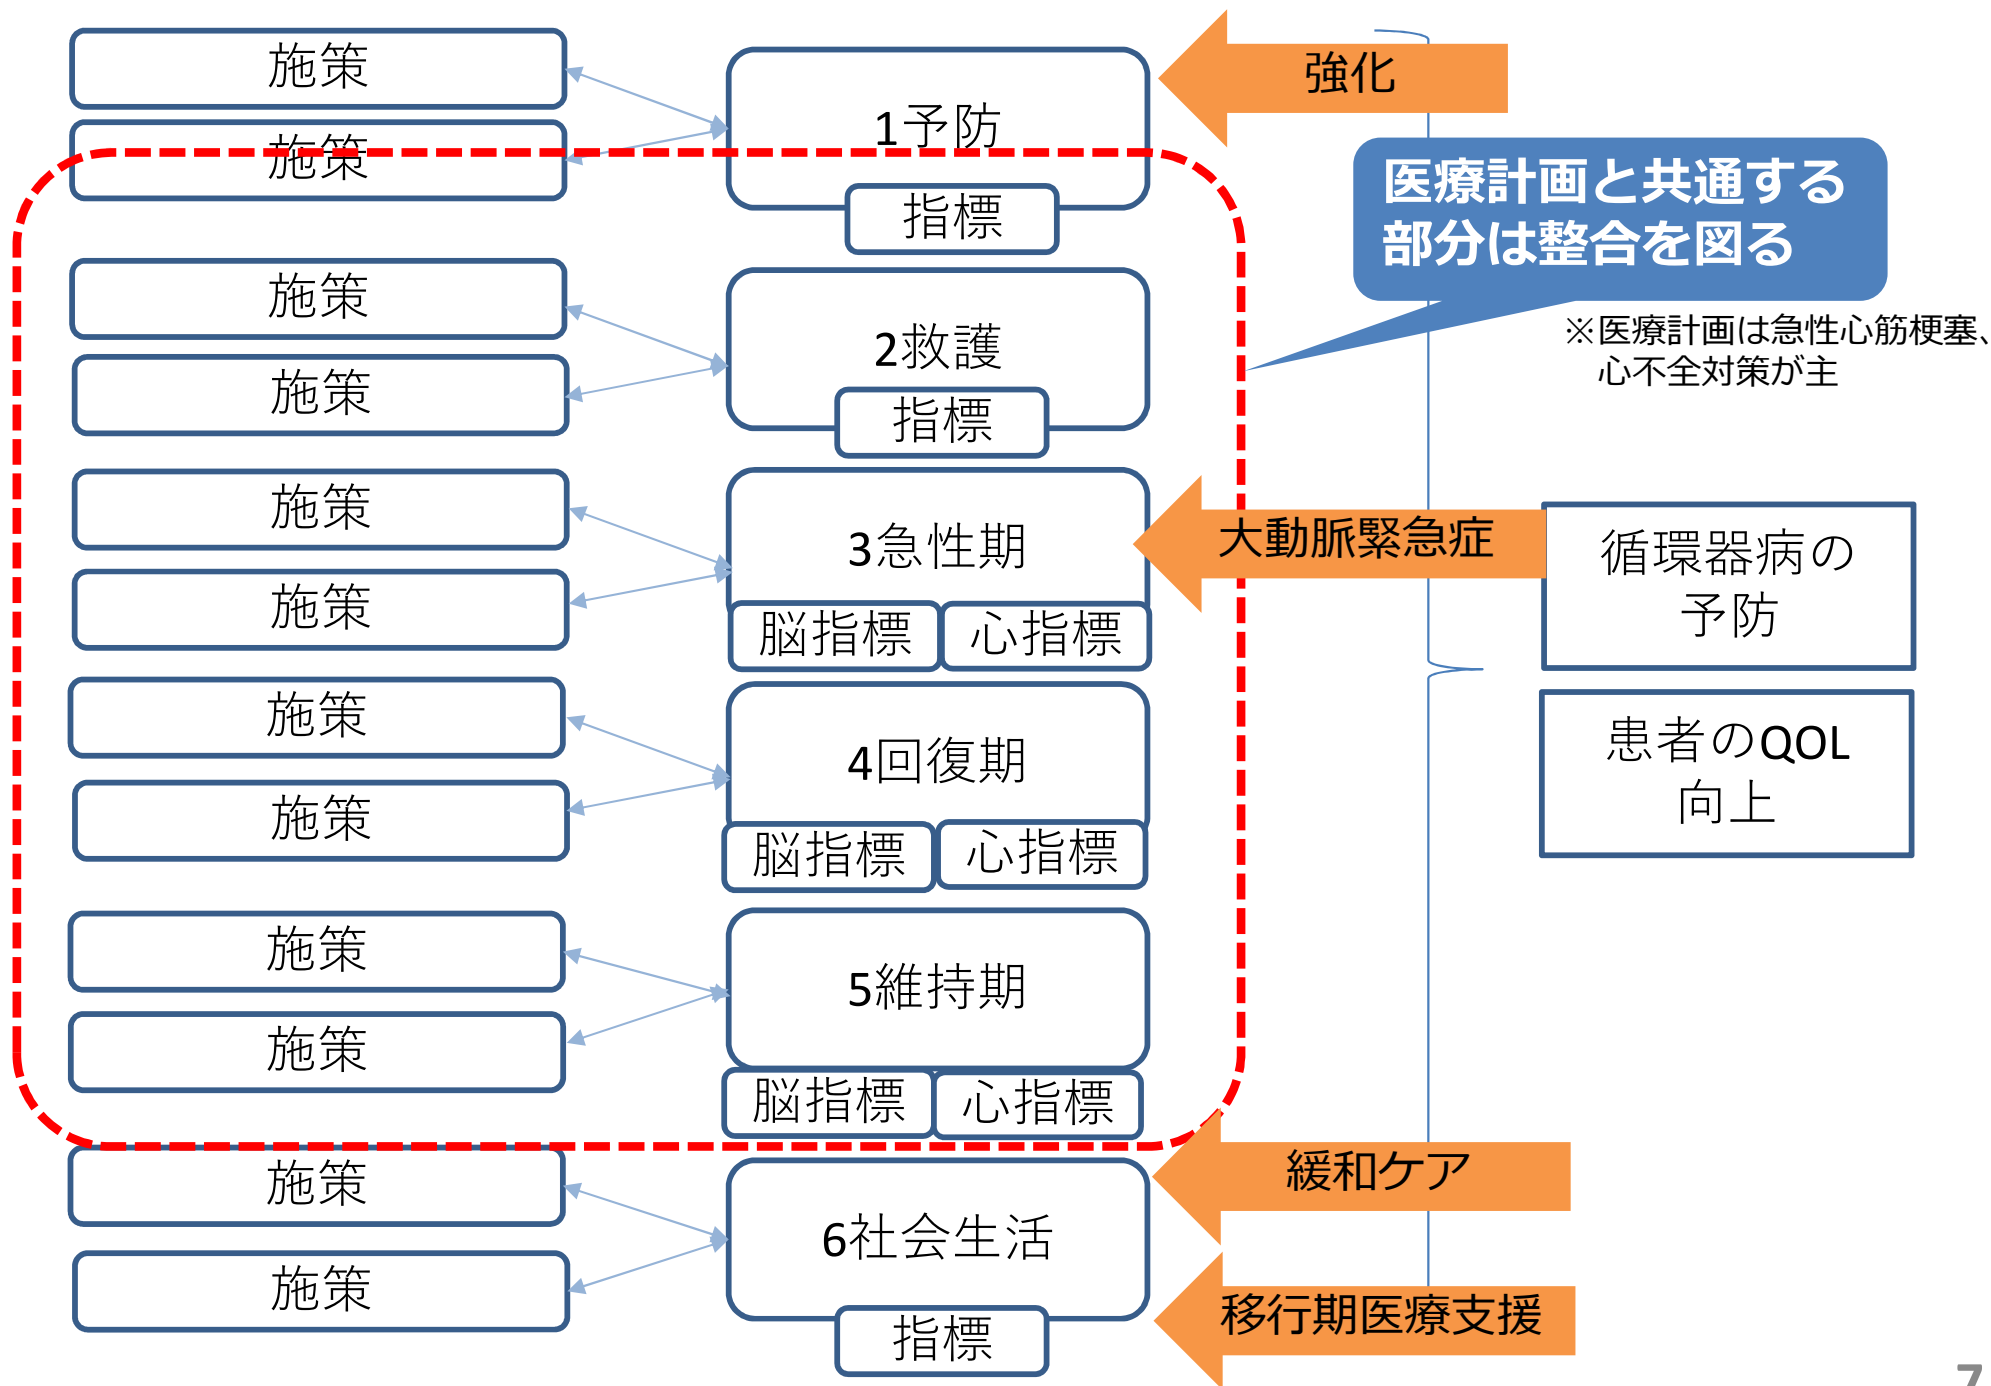 施策
施策
1予防
指標
強化
医療計画と共通する
部分は整合を図る
※医療計画は急性心筋梗塞、
心不全対策が主
施策
施策
2救護
指標
施策
施策
3急性期
脳指標
心指標
大動脈緊急症
循環器病の
予防
施策
施策
4回復期
脳指標
心指標
患者のQOL
向上
施策
施策
5維持期
脳指標
心指標
施策
施策
6社会生活
指標
緩和ケア
移行期医療支援
7